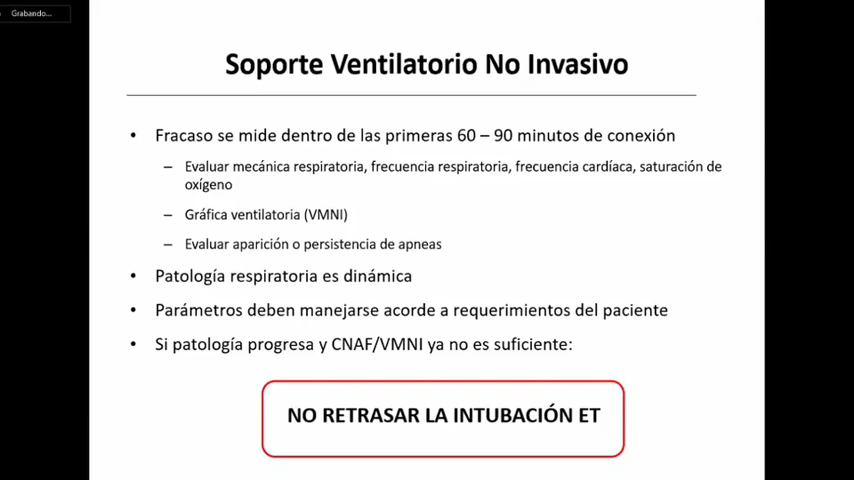 Grabando...
Soporte Ventilatorio No Invasivo
• Fracaso se mide dentro de las primeras 60 – 90 minutos de conexión
– Evaluar mecánica respiratoria, frecuencia respiratoria, frecuencia cardíaca, saturación de
oxígeno
– Gráfica ventilatoria (VMNI)
– Evaluar aparición o persistencia de apneas
• Patología respiratoria es dinámica
• Parámetros deben manejarse acorde a requerimientos del paciente
• Si patología progresa y CNAF/VMNI ya no es suficiente:
NO RETRASAR LA INTUBACIÓN ET